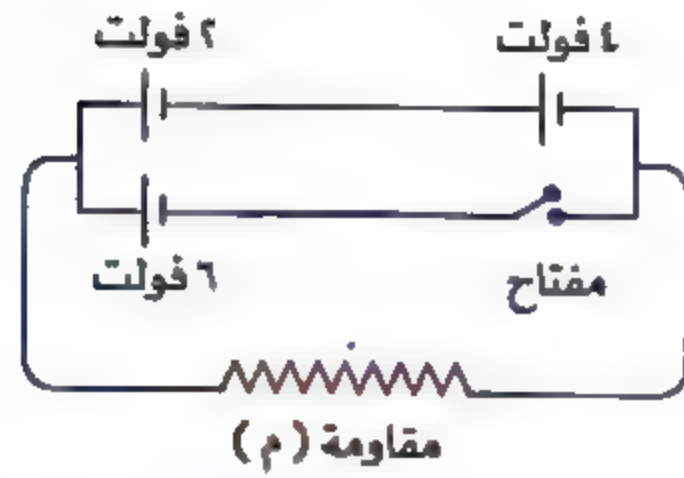 ٢ فولت
٤ فولت
٦ فولت
مفتاح
مقاومة ( م )